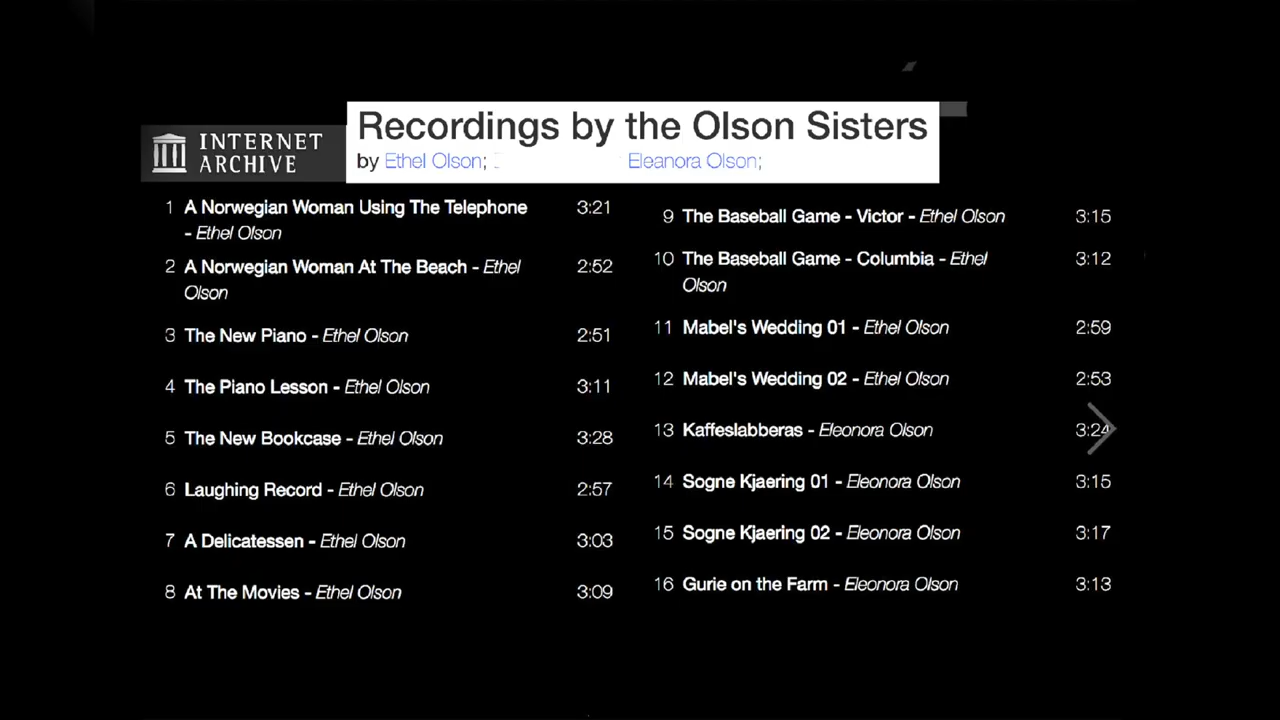 INTERNET
ARCHIVE
Recordings by the Olson Sisters
by Ethel Olson; Eleanora Olson;
1 A Norwegian Woman Using The Telephone 3:21
- Ethel Olson
2 A Norwegian Woman At The Beach - Ethel 2:52
Olson
3 The New Piano - Ethel Olson 2:51
4 The Piano Lesson - Ethel Olson 3:11
5 The New Bookcase - Ethel Olson 3:28
6 Laughing Record - Ethel Olson 2:57
7 A Delicatessen - Ethel Olson 3:03
8 At The Movies - Ethel Olson 3:09
9 The Baseball Game - Victor - Ethel Olson 3:15
10 The Baseball Game - Columbia - Ethel 3:12
Olson
11 Mabel's Wedding 01 - Ethel Olson 2:59
12 Mabel's Wedding 02 - Ethel Olson 2:53
13 Kaffeslabberas - Eleonora Olson 3:24
14 Sogne Kjaering 01 - Eleonora Olson 3:15
15 Sogne Kjaering 02 - Eleonora Olson 3:17
16 Gurie on the Farm - Eleonora Olson 3:13